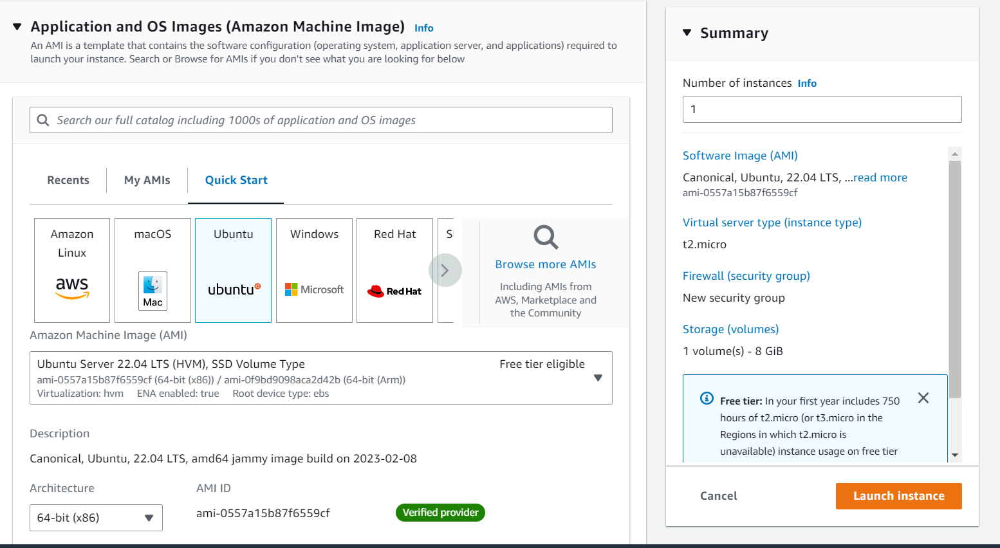 Application and OS Images (Amazon Machine Image) Info
An AMI is a template that contains the software configuration (operating system, application server, and applications) required to
launch your instance. Search or Browse for AMIs if you don't see what you are looking for below
Search our full catalog including 1000s of application and OS images
Recents
My AMIs
Quick Start
Amazon
Linux
aws
macOS
Mac
Ubuntu
ubuntu
Windows
Microsoft
Red Hat
Red Hat
Browse more AMIs
Including AMIs from
AWS, Marketplace and
the Community
Amazon Machine Image (AMI)
Ubuntu Server 22.04 LTS (HVM), SSD Volume Type
Free tier eligible
ami-0557a15b87f6559cf (64-bit (x86)) / ami-0f9bd9098aca2d42b (64-bit (Arm))
Virtualization: hvm ENA enabled: true Root device type: ebs
Description
Canonical, Ubuntu, 22.04 LTS, amd64 jammy image build on 2023-02-08
Architecture
64-bit (x86)
AMI ID
ami-0557a15b87f6559cf
Verified provider
Summary
Number of instances Info
1
Software Image (AMI)
Canonical, Ubuntu, 22.04 LTS, ...read more
ami-0557a15b87f6559cf
Virtual server type (instance type)
t2.micro
Firewall (security group)
New security group
Storage (volumes)
1 volume(s) - 8 GiB
Free tier: In your first year includes 750
hours of t2.micro (or t3.micro in the
Regions in which t2.micro is
unavailable) instance usage on free tier
Cancel
Launch instance